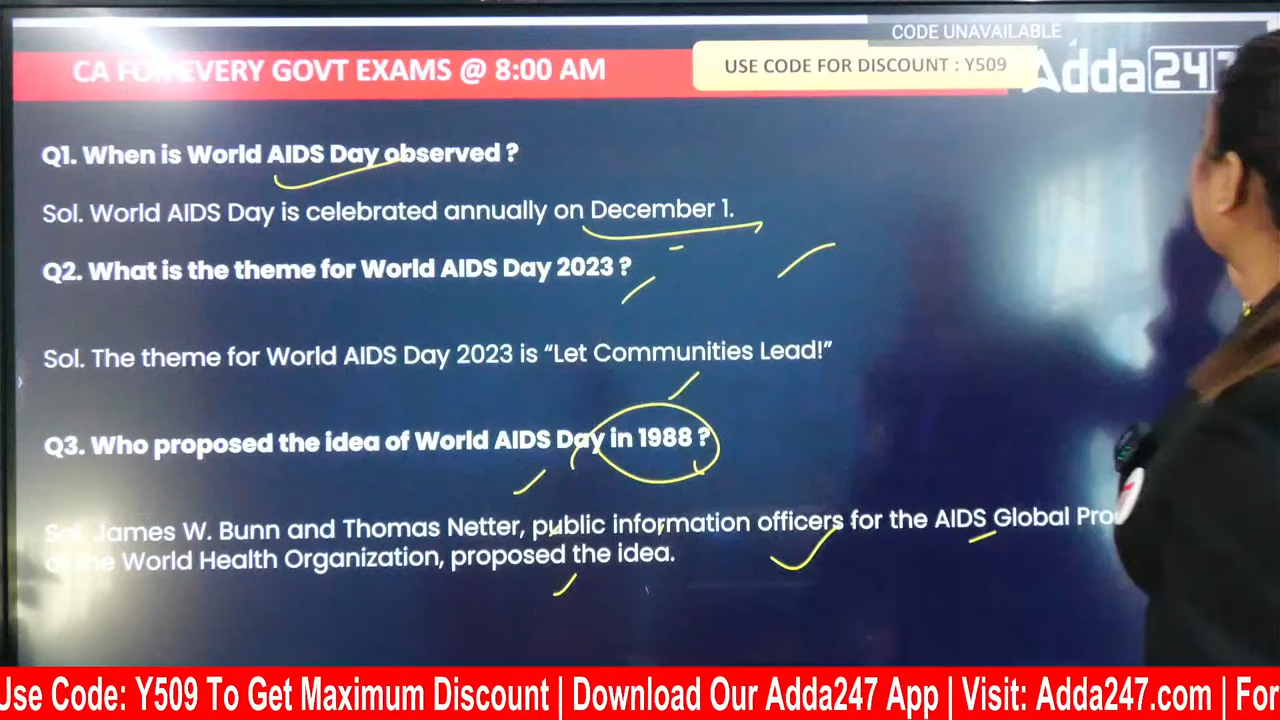 CODE UNAVAILABLE
CA FOR EVERY GOVT EXAMS @ 8:00 AM
USE CODE FOR DISCOUNT : Y509
Adda247
Q1. When is World AIDS Day observed ?
Sol. World AIDS Day is celebrated annually on December 1.
Q2. What is the theme for World AIDS Day 2023 ?
Sol. The theme for World AIDS Day 2023 is “Let Communities Lead!”
Q3. Who proposed the idea of World AIDS Day in 1988 ?
Sol. James W. Bunn and Thomas Netter, public information officers for the AIDS Global Pro
of the World Health Organization, proposed the idea.
Use Code: Y509 To Get Maximum Discount | Download Our Adda247 App | Visit: Adda247.com | For